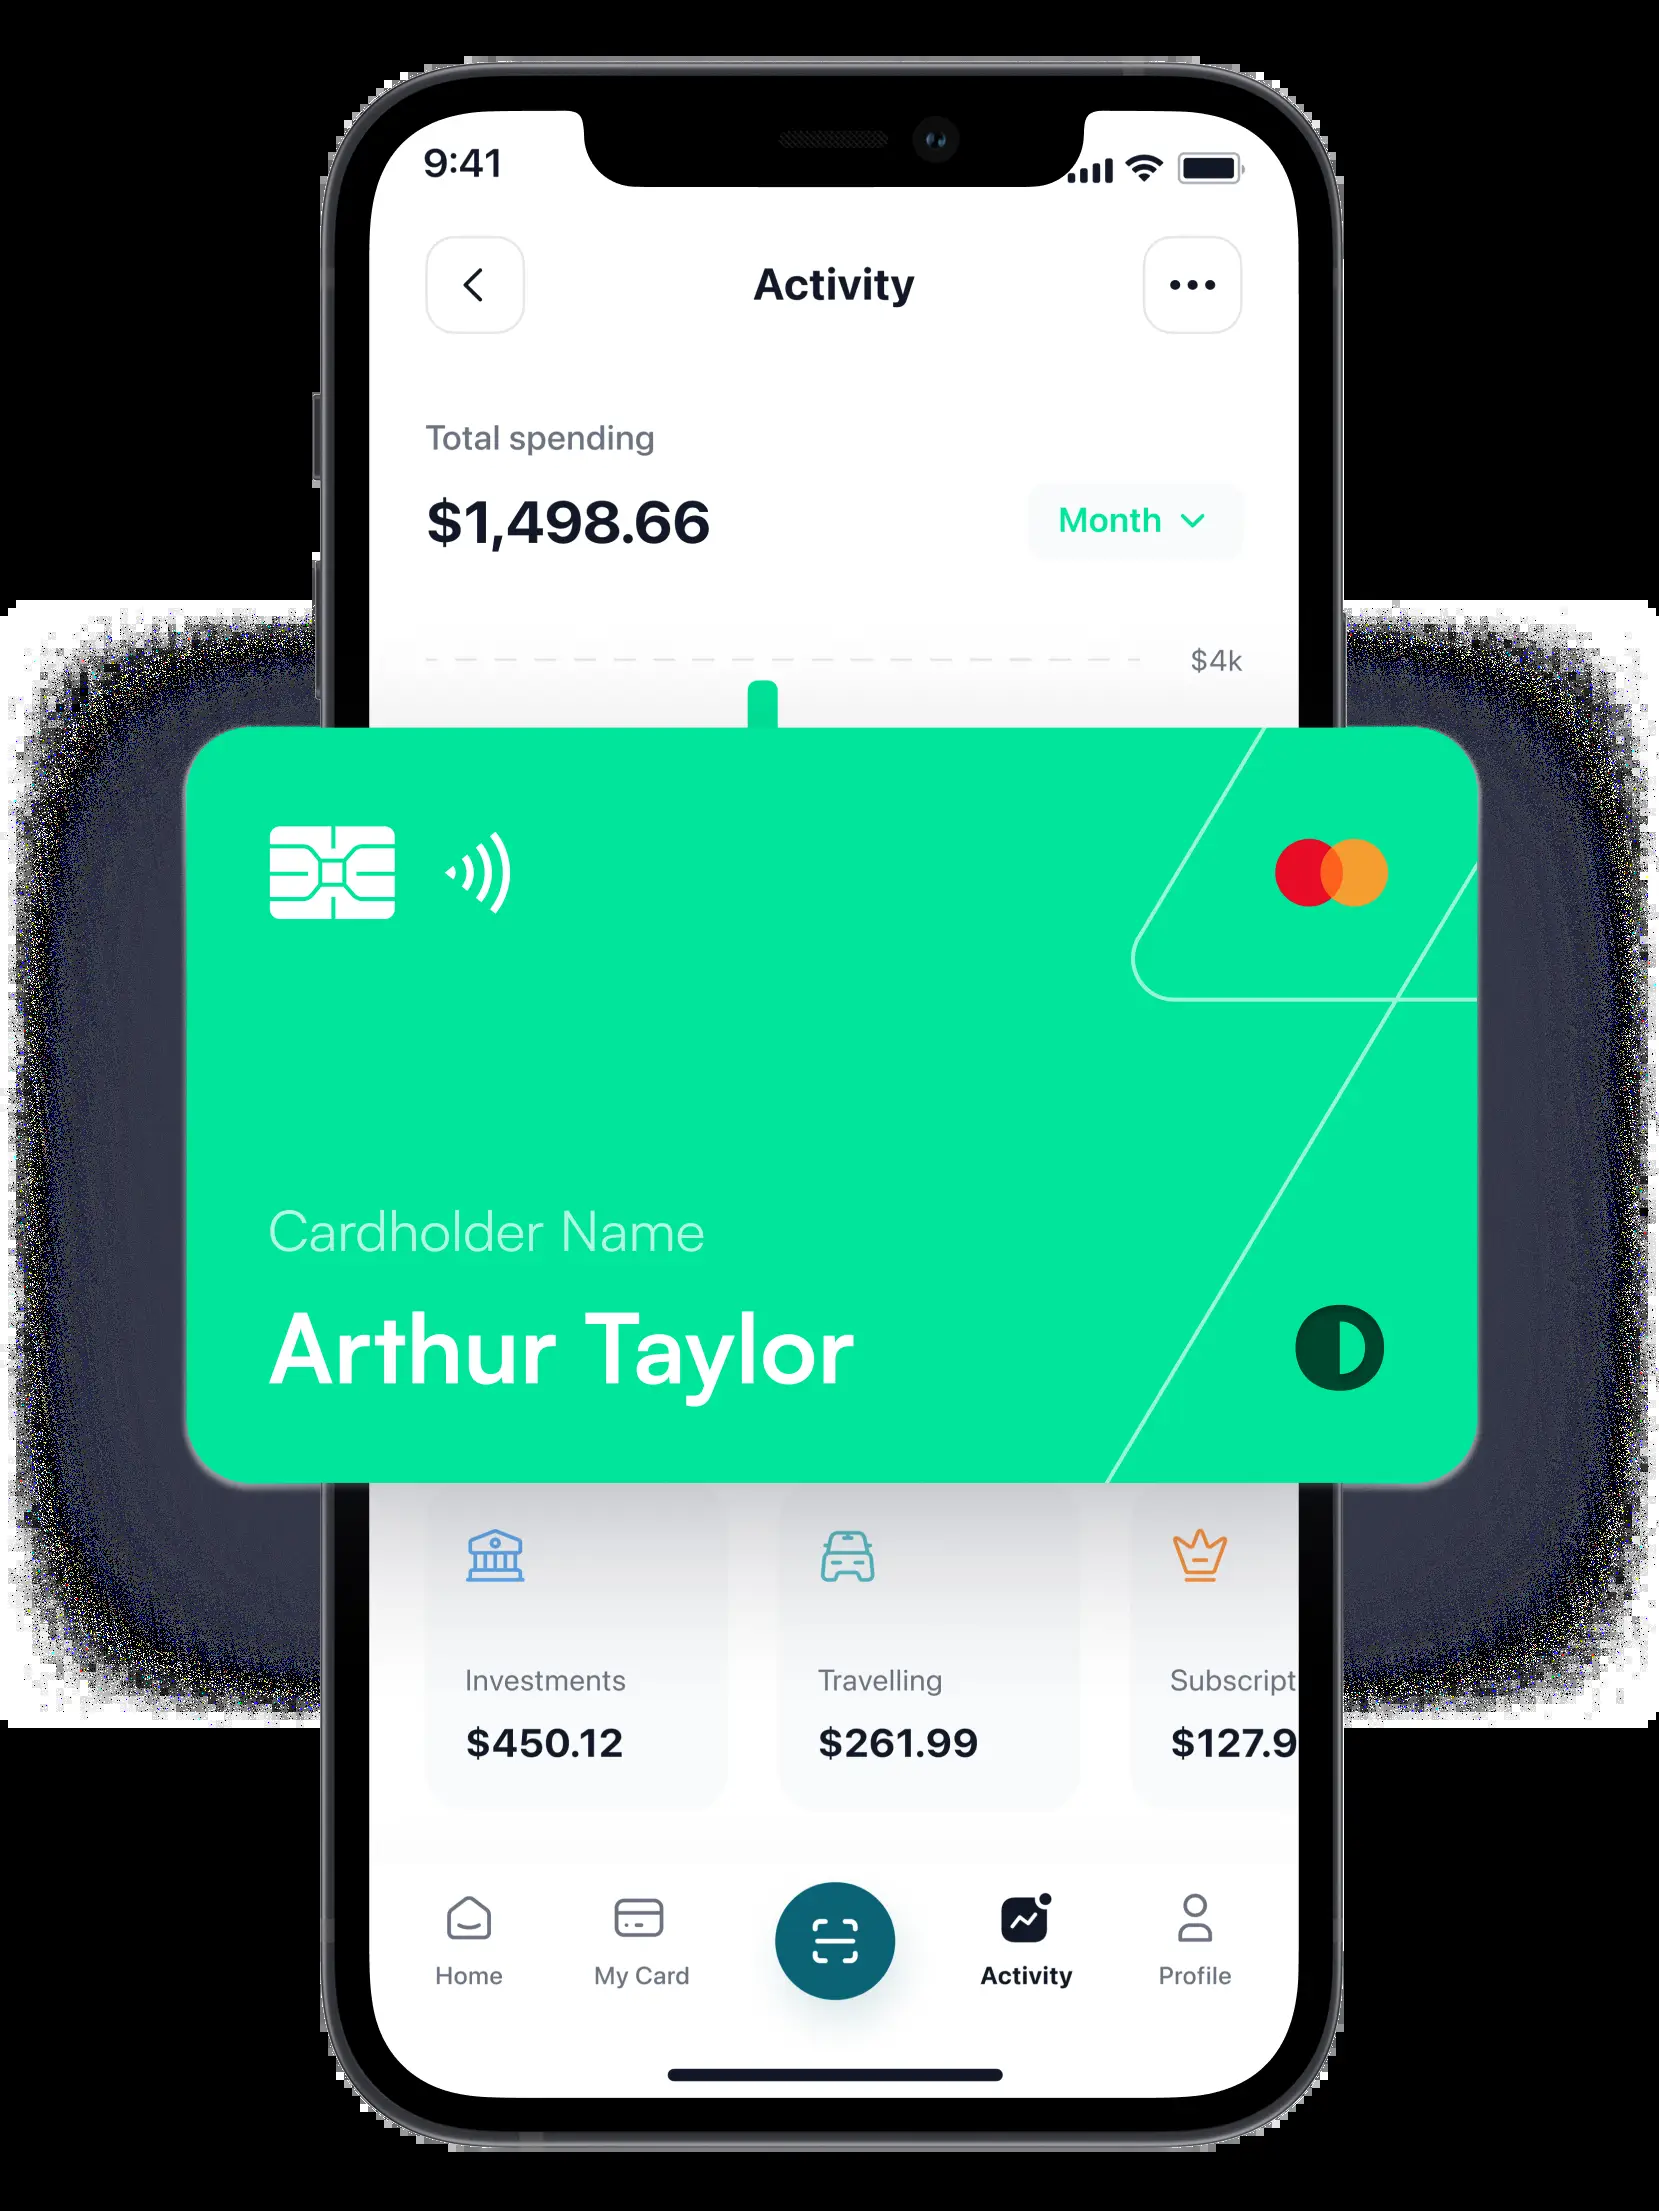 9:41
Activity
Total spending
$1,498.66
Month
$4k
Cardholder Name
Arthur Taylor
Investments
Travelling
Subscript
$450.12
$261.99
$127.9
Home
My Card
Activity
Profile